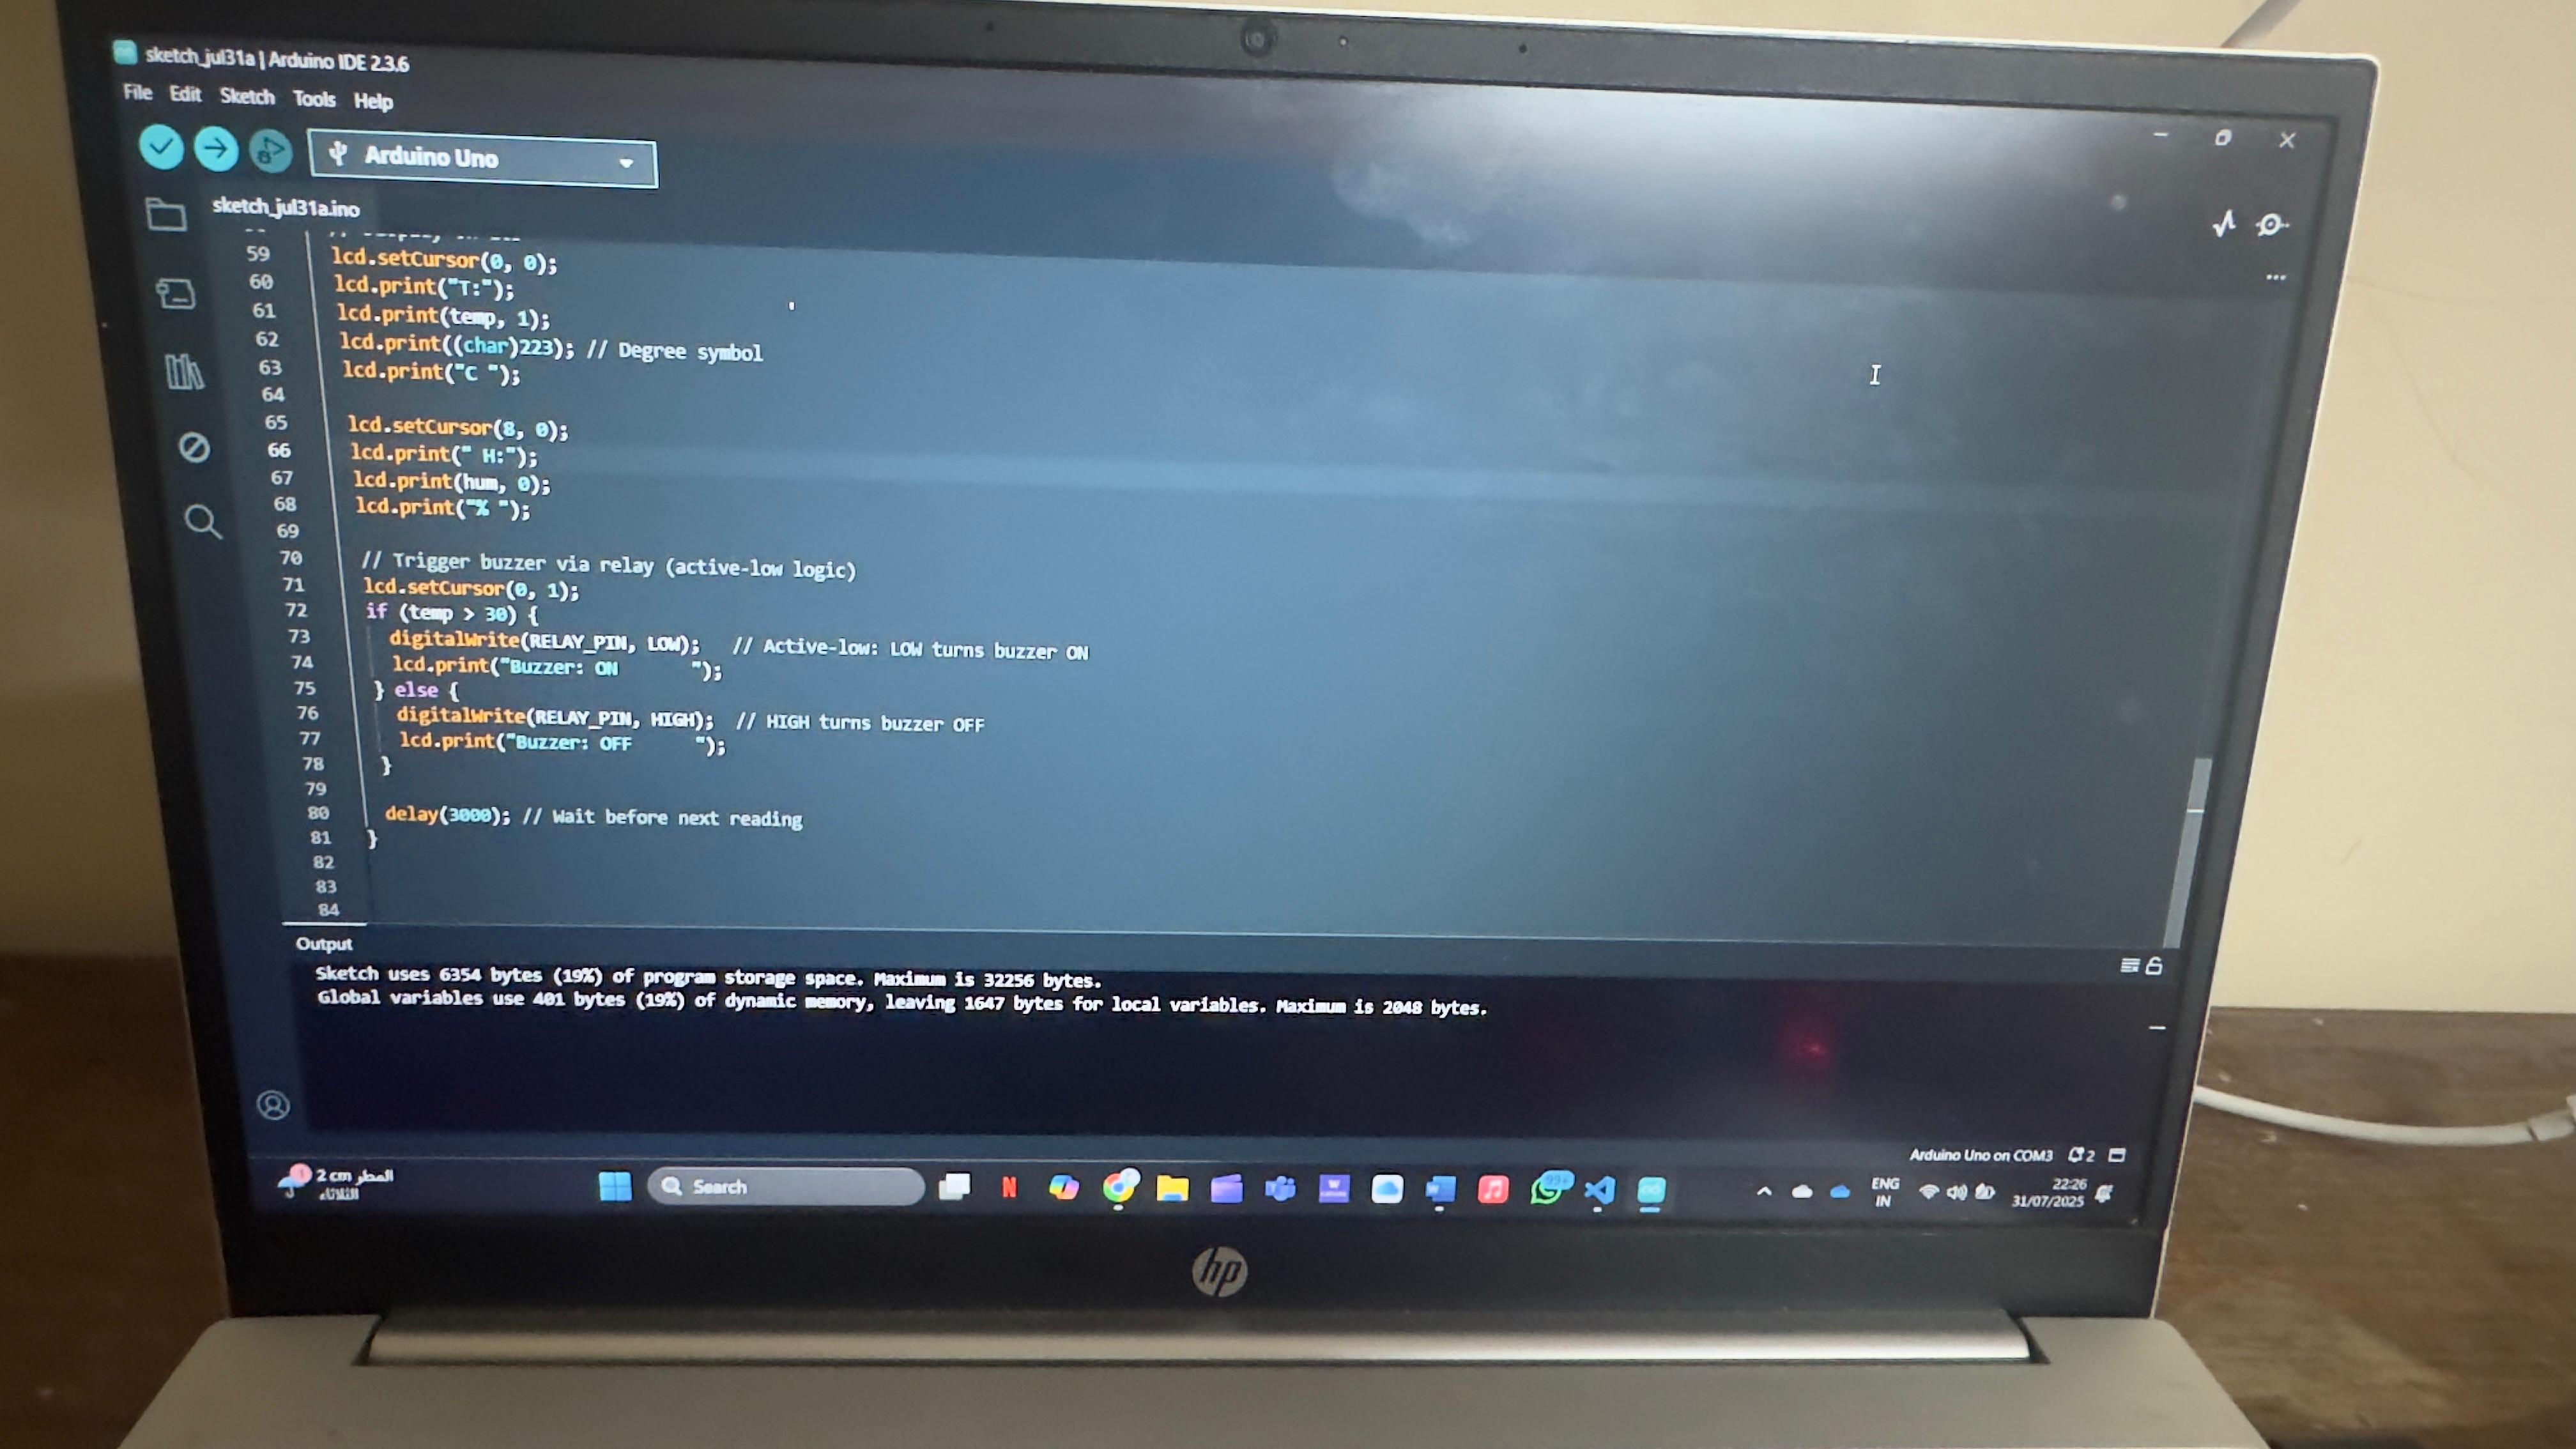 sketch_jul31a | Arduino IDE 2.3.6
File Edit Sketch Tools Help
Arduino Uno
sketch_jul31a.ino
59 lcd.setCursor(0, 0);
60 lcd.print("T:");
61 lcd.print(temp, 1);
62 lcd.print((char)223); // Degree symbol
63 lcd.print("C ");
64
65 lcd.setCursor(8, 0);
66 lcd.print(" H:");
67 lcd.print(hum, 0);
68 lcd.print("% ");
69
70 // Trigger buzzer via relay (active-low logic)
71 lcd.setCursor(0, 1);
72 if (temp > 30) {
73 digitalWrite(RELAY_PIN, LOW); // Active-low: LOW turns buzzer ON
74 lcd.print("Buzzer: ON ");
75 } else {
76 digitalWrite(RELAY_PIN, HIGH); // HIGH turns buzzer OFF
77 lcd.print("Buzzer: OFF ");
78 }
79
80 delay(3000); // Wait before next reading
81 }
82
83
84
Output
Sketch uses 6354 bytes (19%) of program storage space. Maximum is 32256 bytes.
Global variables use 401 bytes (19%) of dynamic memory, leaving 1647 bytes for local variables. Maximum is 2048 bytes.
Arduino Uno on COM3 2
2 cm المطر
الثلاثاء
Search
99+
ENG
IN
22:26
31/07/2025
hp